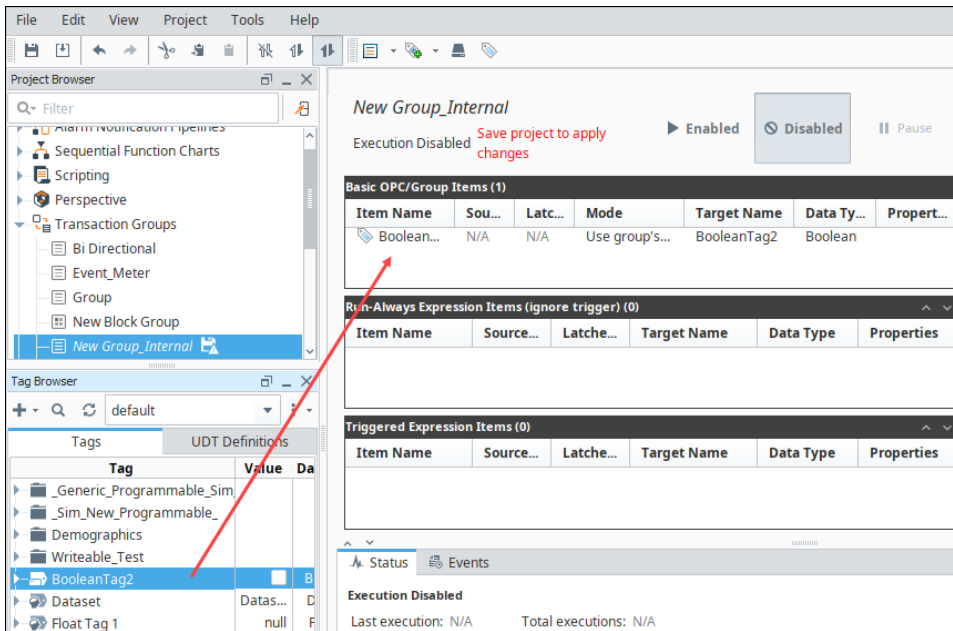 File Edit View Project Tools Help
Project Browser
Filter
Alarm Notification Pipelines
Sequential Function Charts
Scripting
Perspective
Transaction Groups
Bi Directional
Event_Meter
Group
New Block Group
New Group_Internal
Tag Browser
default
Tags UDT Definitions
Tag Value Da
_Generic_Programmable_Sim_
_Sim_New_Programmable_
Demographics
Writeable_Test
BooleanTag2 B
Dataset Datas... D
Float Tag 1 null F
New Group_Internal
Execution Disabled Save project to apply
changes
Enabled Disabled Pause
Basic OPC/Group Items (1)
Item Name Sou... Latc... Mode Target Name Data Ty... Propert...
Boolean... N/A N/A Use group's... BooleanTag2 Boolean
Run-Always Expression Items (ignore trigger) (0)
Item Name Source... Latche... Target Name Data Type Properties
Triggered Expression Items (0)
Item Name Source... Latche... Target Name Data Type Properties
Status Events
Execution Disabled
Last execution: N/A Total executions: N/A